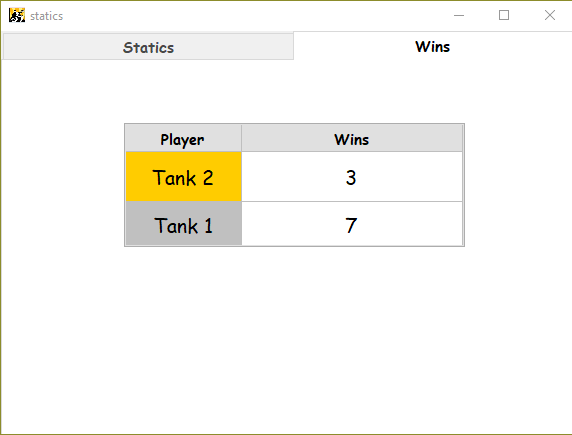 statics
Statics Wins
Player Wins
Tank 2 3
Tank 1 7